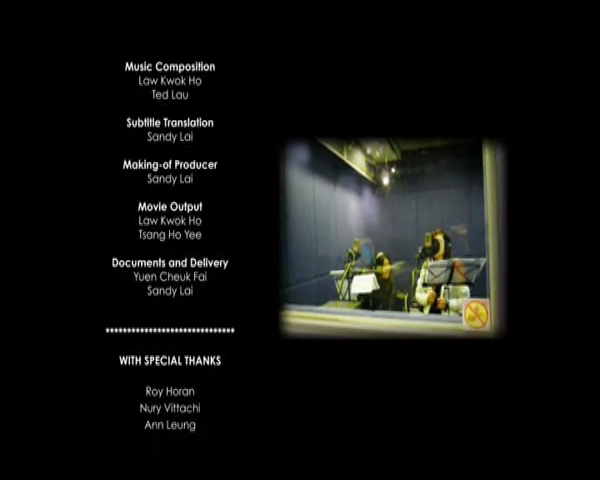 Music Composition
Law Kwok Ho
Ted Lau
Subtitle Translation
Sandy Lai
Making-of Producer
Sandy Lai
Movie Output
Law Kwok Ho
Tsang Ho Yee
Documents and Delivery
Yuen Cheuk Fai
Sandy Lai
WITH SPECIAL THANKS
Roy Horan
Nury Vittachi
Ann Leung